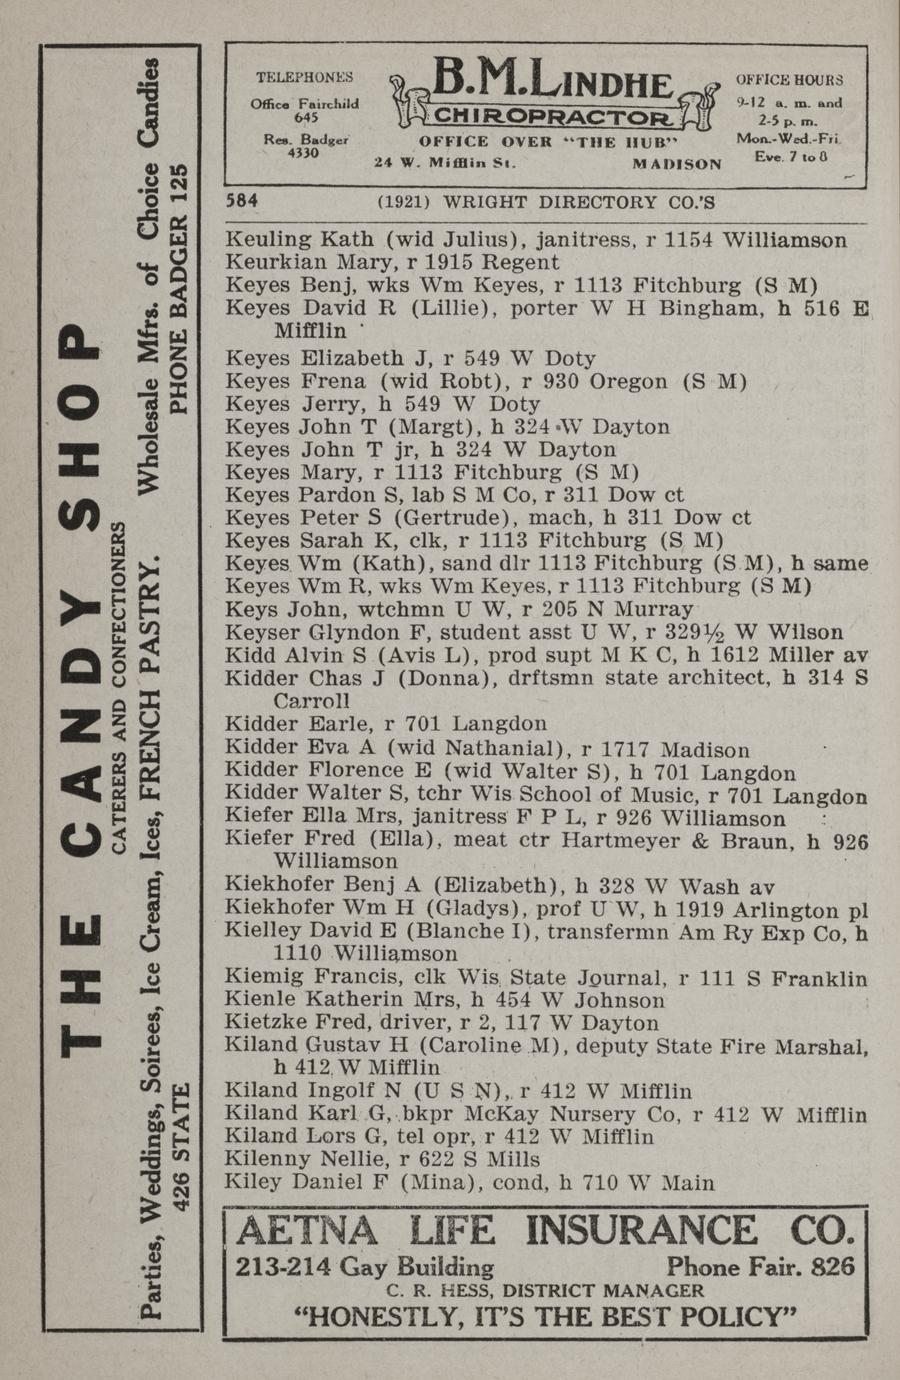 THE CANDY SHOP
CATERERS AND CONFECTIONERS
Parties, Weddings, Soirees, Ice Cream, Ices, FRENCH PASTRY. Wholesale Mfrs. of Choice Candies
426 STATE PHONE BADGER 125
TELEPHONES
Office Fairchild
645
Res. Badger
4330
B.M.LINDHE
CHIROPRACTOR
OFFICE OVER "THE HUB"
24 W. Mifflin St. MADISON
OFFICE HOURS
9-12 a. m. and
2-5 p. m.
Mon.-Wed.-Fri.
Eve. 7 to 8
584 (1921) WRIGHT DIRECTORY CO.'S
Keuling Kath (wid Julius), janitress, r 1154 Williamson
Keurkian Mary, r 1915 Regent
Keyes Benj, wks Wm Keyes, r 1113 Fitchburg (S M)
Keyes David R (Lillie), porter W H Bingham, h 516 E
Mifflin
Keyes Elizabeth J, r 549 W Doty
Keyes Frena (wid Robt), r 930 Oregon (S M)
Keyes Jerry, h 549 W Doty
Keyes John T (Margt), h 324 W Dayton
Keyes John T jr, h 324 W Dayton
Keyes Mary, r 1113 Fitchburg (S M)
Keyes Pardon S, lab S M Co, r 311 Dow ct
Keyes Peter S (Gertrude), mach, h 311 Dow ct
Keyes Sarah K, clk, r 1113 Fitchburg (S M)
Keyes Wm (Kath), sand dlr 1113 Fitchburg (S M), h same
Keyes Wm R, wks Wm Keyes, r 1113 Fitchburg (S M)
Keys John, wtchmn U W, r 205 N Murray
Keyser Glyndon F, student asst U W, r 329½ W Wilson
Kidd Alvin S (Avis L), prod supt M K C, h 1612 Miller av
Kidder Chas J (Donna), drftsmn state architect, h 314 S
Carroll
Kidder Earle, r 701 Langdon
Kidder Eva A (wid Nathanial), r 1717 Madison
Kidder Florence E (wid Walter S), h 701 Langdon
Kidder Walter S, tchr Wis School of Music, r 701 Langdon
Kiefer Ella Mrs, janitress F P L, r 926 Williamson
Kiefer Fred (Ella), meat ctr Hartmeyer & Braun, h 926
Williamson
Kiekhofer Benj A (Elizabeth), h 328 W Wash av
Kiekhofer Wm H (Gladys), prof U W, h 1919 Arlington pl
Kielley David E (Blanche I), transfermn Am Ry Exp Co, h
1110 Williamson
Kiemig Francis, clk Wis State Journal, r 111 S Franklin
Kienle Katherin Mrs, h 454 W Johnson
Kietzke Fred, driver, r 2, 117 W Dayton
Kiland Gustav H (Caroline M), deputy State Fire Marshal,
h 412 W Mifflin
Kiland Ingolf N (U S N), r 412 W Mifflin
Kiland Karl G, bkpr McKay Nursery Co, r 412 W Mifflin
Kiland Lors G, tel opr, r 412 W Mifflin
Kilenny Nellie, r 622 S Mills
Kiley Daniel F (Mina), cond, h 710 W Main
AETNA LIFE INSURANCE CO.
213-214 Gay Building Phone Fair. 826
C. R. HESS, DISTRICT MANAGER
"HONESTLY, IT'S THE BEST POLICY"